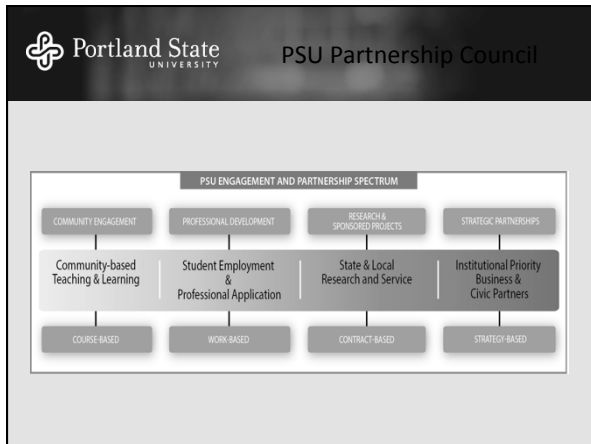 Portland State
UNIVERSITY
PSU Partnership Council
PSU ENGAGEMENT AND PARTNERSHIP SPECTRUM
COMMUNITY ENGAGEMENT
PROFESSIONAL DEVELOPMENT
RESEARCH &
SPONSORED PROJECTS
STRATEGIC PARTNERSHIPS
Community-based
Teaching & Learning
Student Employment
&
Professional Application
State & Local
Research and Service
Institutional Priority
Business &
Civic Partners
COURSE-BASED
WORK-BASED
CONTRACT-BASED
STRATEGY-BASED